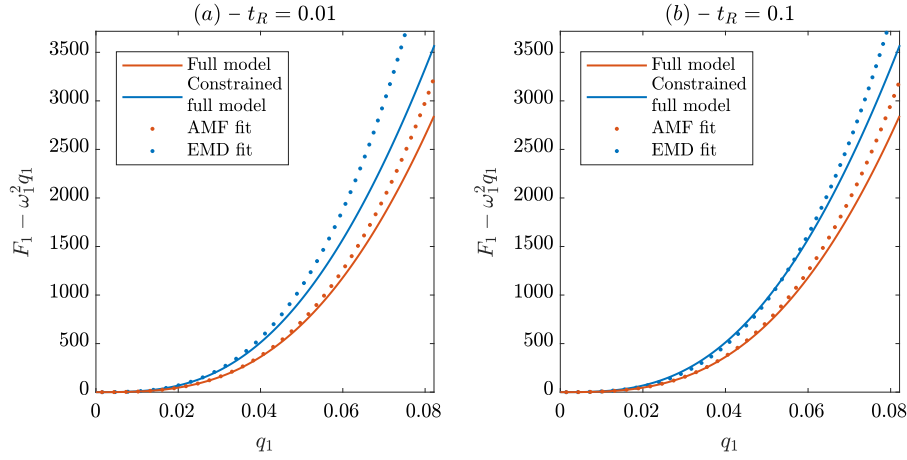 (a) – t_R = 0.01
F_1 − ω_1^2 q_1
3500
3000
2500
2000
1500
1000
500
0
Full model
Constrained
full model
AMF fit
EMD fit
0 0.02 0.04 0.06 0.08
q_1
(b) – t_R = 0.1
F_1 − ω_1^2 q_1
3500
3000
2500
2000
1500
1000
500
0
Full model
Constrained
full model
AMF fit
EMD fit
0 0.02 0.04 0.06 0.08
q_1